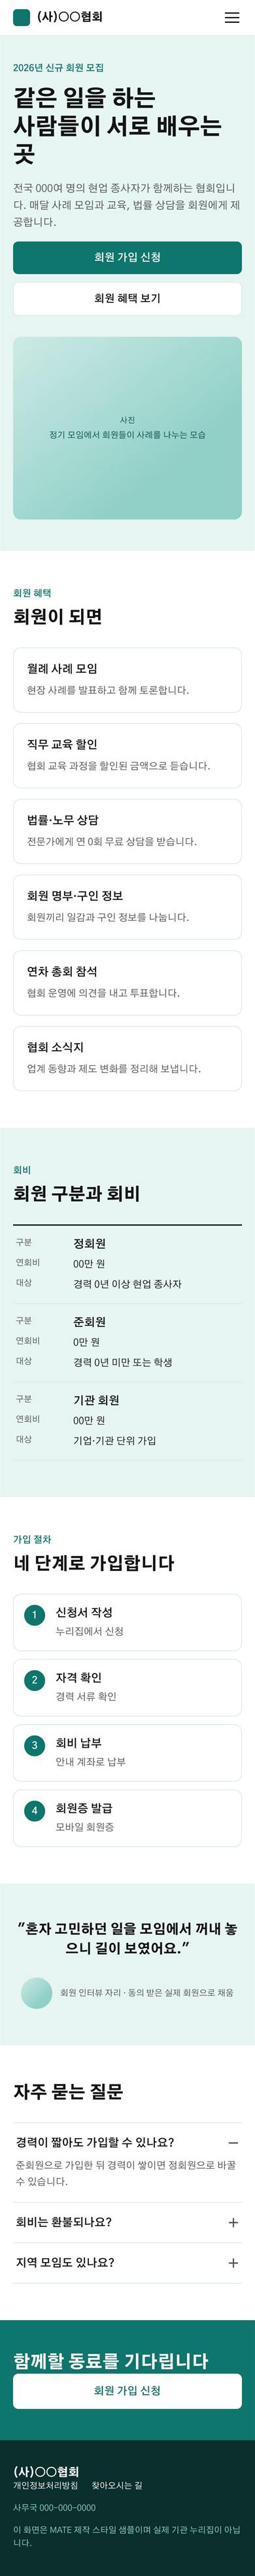 (사)○○협회
2026년 신규 회원 모집
같은 일을 하는
사람들이 서로 배우는
곳
전국 000여 명의 현업 종사자가 함께하는 협회입니
다. 매달 사례 모임과 교육, 법률 상담을 회원에게 제
공합니다.
회원 가입 신청
회원 혜택 보기
사진
정기 모임에서 회원들이 사례를 나누는 모습
회원 혜택
회원이 되면
월례 사례 모임
현장 사례를 발표하고 함께 토론합니다.
직무 교육 할인
협회 교육 과정을 할인된 금액으로 듣습니다.
법률·노무 상담
전문가에게 연 0회 무료 상담을 받습니다.
회원 명부·구인 정보
회원끼리 일감과 구인 정보를 나눕니다.
연차 총회 참석
협회 운영에 의견을 내고 투표합니다.
협회 소식지
업계 동향과 제도 변화를 정리해 보냅니다.
회비
회원 구분과 회비
구분 정회원
연회비 00만 원
대상 경력 0년 이상 현업 종사자
구분 준회원
연회비 0만 원
대상 경력 0년 미만 또는 학생
구분 기관 회원
연회비 00만 원
대상 기업·기관 단위 가입
가입 절차
네 단계로 가입합니다
1 신청서 작성
누리집에서 신청
2 자격 확인
경력 서류 확인
3 회비 납부
안내 계좌로 납부
4 회원증 발급
모바일 회원증
"혼자 고민하던 일을 모임에서 꺼내 놓
으니 길이 보였어요."
회원 인터뷰 자리 · 동의 받은 실제 회원으로 채움
자주 묻는 질문
경력이 짧아도 가입할 수 있나요?
준회원으로 가입한 뒤 경력이 쌓이면 정회원으로 바꿀
수 있습니다.
회비는 환불되나요?
지역 모임도 있나요?
함께할 동료를 기다립니다
회원 가입 신청
(사)○○협회
개인정보처리방침 찾아오시는 길
사무국 000-000-0000
이 화면은 MATE 제작 스타일 샘플이며 실제 기관 누리집이 아닙
니다.